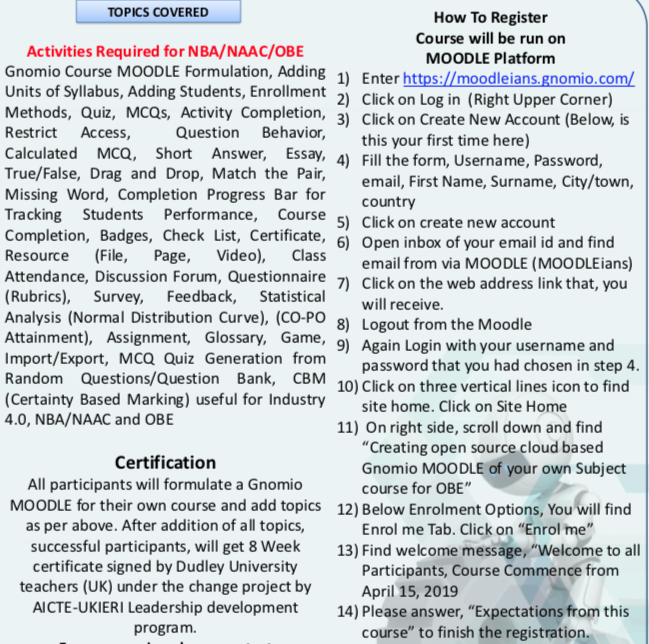 TOPICS COVERED
Activities Required for NBA/NAAC/OBE
Gnomio Course MOODLE Formulation, Adding
Units of Syllabus, Adding Students, Enrollment
Methods, Quiz, MCQs, Activity Completion,
Restrict Access, Question Behavior,
Calculated MCQ, Short Answer, Essay,
True/False, Drag and Drop, Match the Pair,
Missing Word, Completion Progress Bar for
Tracking Students Performance, Course
Completion, Badges, Check List, Certificate,
Resource (File, Page, Video), Class
Attendance, Discussion Forum, Questionnaire
(Rubrics), Survey, Feedback, Statistical
Analysis (Normal Distribution Curve), (CO-PO
Attainment), Assignment, Glossary, Game,
Import/Export, MCQ Quiz Generation from
Random Questions/Question Bank, CBM
(Certainty Based Marking) useful for Industry
4.0, NBA/NAAC and OBE
Certification
All participants will formulate a Gnomio
MOODLE for their own course and add topics
as per above. After addition of all topics,
successful participants, will get 8 Week
certificate signed by Dudley University
teachers (UK) under the change project by
AICTE-UKIERI Leadership development
program.
How To Register
Course will be run on
MOODLE Platform
1) Enter https://moodleians.gnomio.com/
2) Click on Log in (Right Upper Corner)
3) Click on Create New Account (Below, is
this your first time here)
4) Fill the form, Username, Password,
email, First Name, Surname, City/town,
country
5) Click on create new account
6) Open inbox of your email id and find
email from via MOODLE (MOODLEians)
7) Click on the web address link that, you
will receive.
8) Logout from the Moodle
9) Again Login with your username and
password that you had chosen in step 4.
10) Click on three vertical lines icon to find
site home. Click on Site Home
11) On right side, scroll down and find
"Creating open source cloud based
Gnomio MOODLE of your own Subject
course for OBE"
12) Below Enrolment Options, You will find
Enrol me Tab. Click on "Enrol me"
13) Find welcome message, "Welcome to all
Participants, Course Commence from
April 15, 2019
14) Please answer, "Expectations from this
course" to finish the registration.